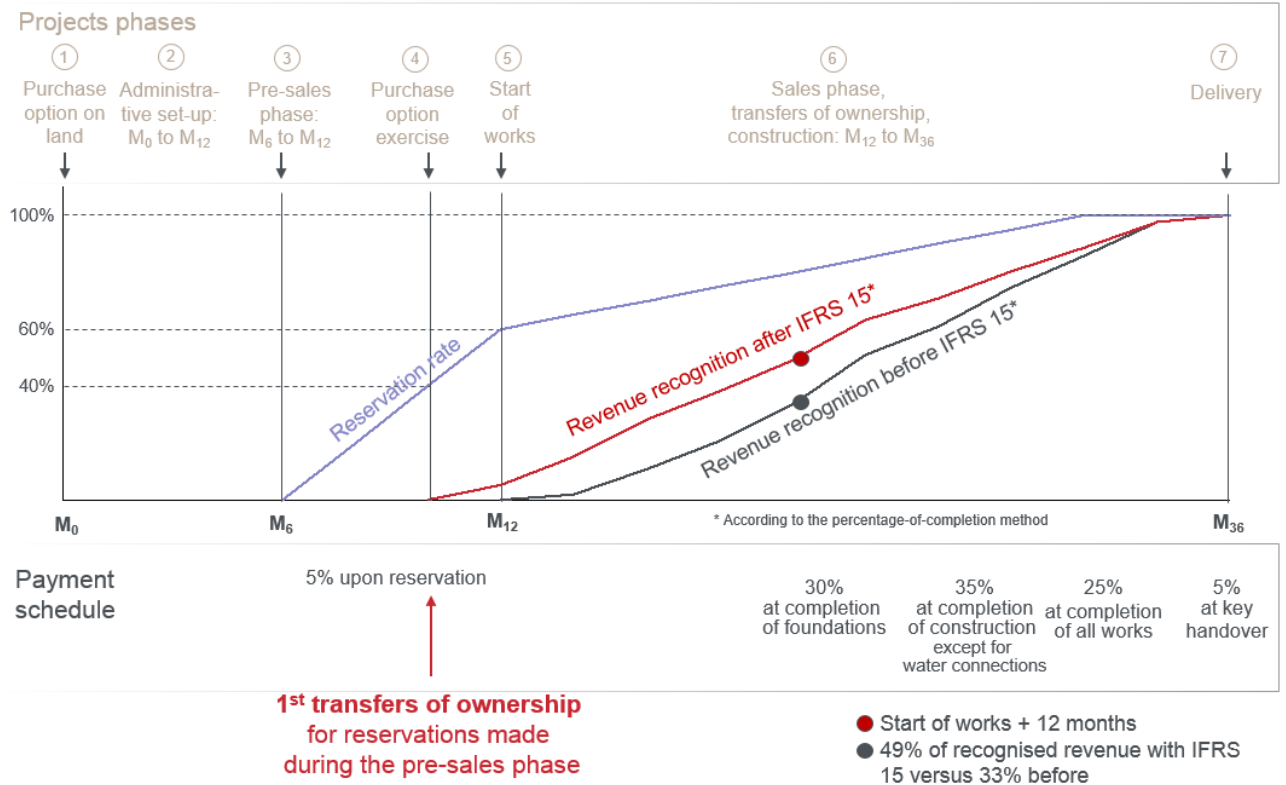 Projects phases
1
Purchase
option on
land
2
Administra-
tive set-up:
M₀ to M₁₂
3
Pre-sales
phase:
M₆ to M₁₂
4
Purchase
option
exercise
5
Start
of
works
6
Sales phase,
transfers of ownership,
construction: M₁₂ to M₃₆
7
Delivery
100%
60%
40%
Reservation rate
Revenue recognition after IFRS 15*
Revenue recognition before IFRS 15*
M₀
M₆
M₁₂
* According to the percentage-of-completion method
M₃₆
Payment
schedule
5% upon reservation
30%
at completion
of foundations
35%
at completion
of construction
except for
water connections
25%
at completion
of all works
5%
at key
handover
1st transfers of ownership
for reservations made
during the pre-sales phase
Start of works + 12 months
49% of recognised revenue with IFRS
15 versus 33% before